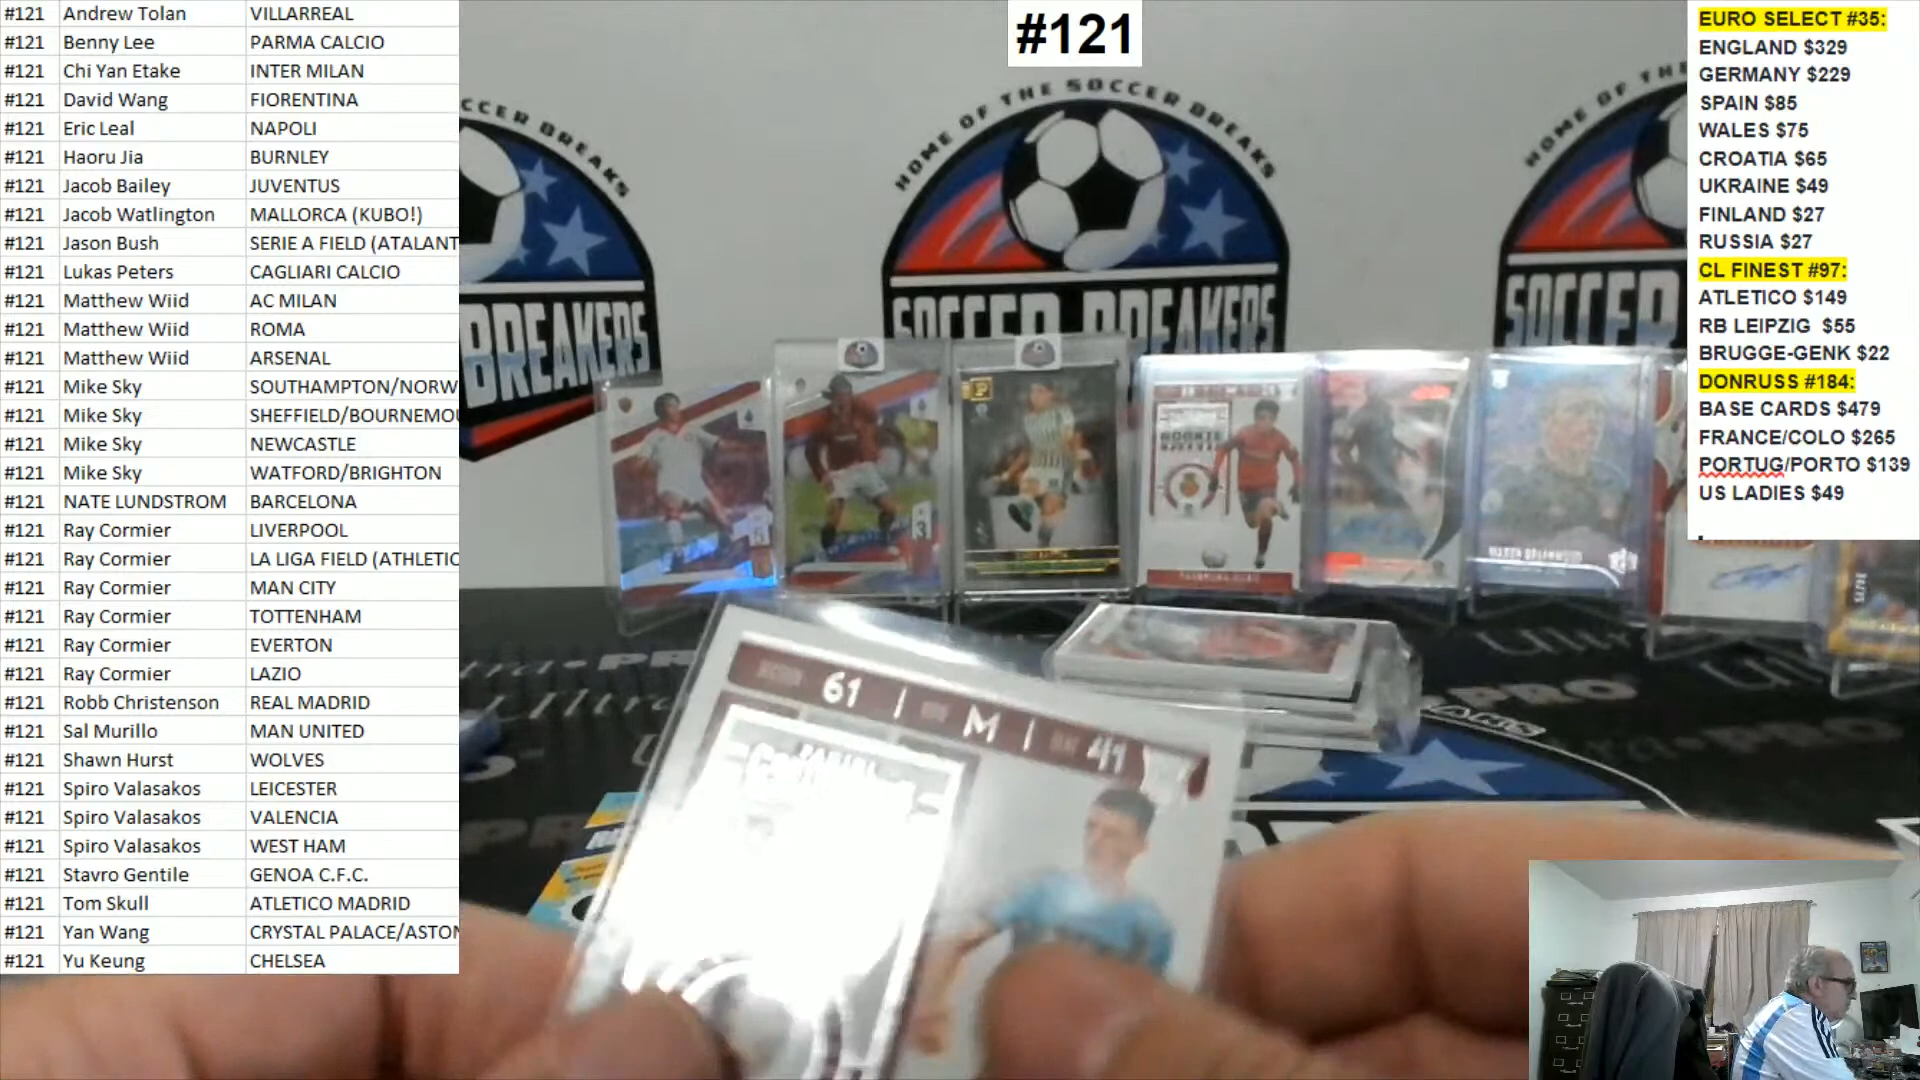 #121 Andrew Tolan VILLARREAL
#121 Benny Lee PARMA CALCIO
#121 Chi Yan Etake INTER MILAN
#121 David Wang FIORENTINA
#121 Eric Leal NAPOLI
#121 Haoru Jia BURNLEY
#121 Jacob Bailey JUVENTUS
#121 Jacob Watlington MALLORCA (KUBO!)
#121 Jason Bush SERIE A FIELD (ATALANT
#121 Lukas Peters CAGLIARI CALCIO
#121 Matthew Wiid AC MILAN
#121 Matthew Wiid ROMA
#121 Matthew Wiid ARSENAL
#121 Mike Sky SOUTHAMPTON/NORW
#121 Mike Sky SHEFFIELD/BOURNEMOU
#121 Mike Sky NEWCASTLE
#121 Mike Sky WATFORD/BRIGHTON
#121 NATE LUNDSTROM BARCELONA
#121 Ray Cormier LIVERPOOL
#121 Ray Cormier LA LIGA FIELD (ATHLETIC
#121 Ray Cormier MAN CITY
#121 Ray Cormier TOTTENHAM
#121 Ray Cormier EVERTON
#121 Ray Cormier LAZIO
#121 Robb Christenson REAL MADRID
#121 Sal Murillo MAN UNITED
#121 Shawn Hurst WOLVES
#121 Spiro Valasakos LEICESTER
#121 Spiro Valasakos VALENCIA
#121 Spiro Valasakos WEST HAM
#121 Stavro Gentile GENOA C.F.C.
#121 Tom Skull ATLETICO MADRID
#121 Yan Wang CRYSTAL PALACE/ASTON
#121 Yu Keung CHELSEA
#121
CCER BREAKS
BREAKERS
HOME OF THE SOCCER BREAKS
SOCCER BREAKERS
HOME OF THE
SOCC
61 | M | 44
EURO SELECT #35:
ENGLAND $329
GERMANY $229
SPAIN $85
WALES $75
CROATIA $65
UKRAINE $49
FINLAND $27
RUSSIA $27
CL FINEST #97:
ATLETICO $149
RB LEIPZIG $55
BRUGGE-GENK $22
DONRUSS #184:
BASE CARDS $479
FRANCE/COLO $265
PORTUG/PORTO $139
US LADIES $49